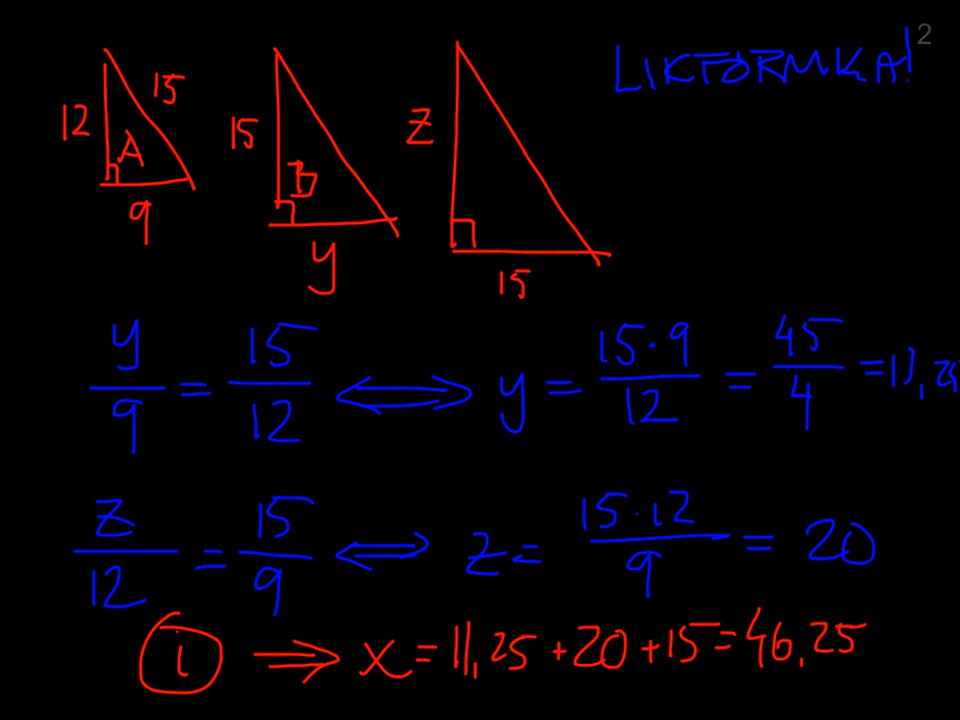 2
LIKFORMKA!
12 15 A 9
15 B y
z 15
y/9 = 15/12 ⟺ y = 15·9/12 = 45/4 = 11,25
z/12 = 15/9 ⟺ z = 15·12/9 = 20
i ⟹ x = 11,25 + 20 + 15 = 46,25